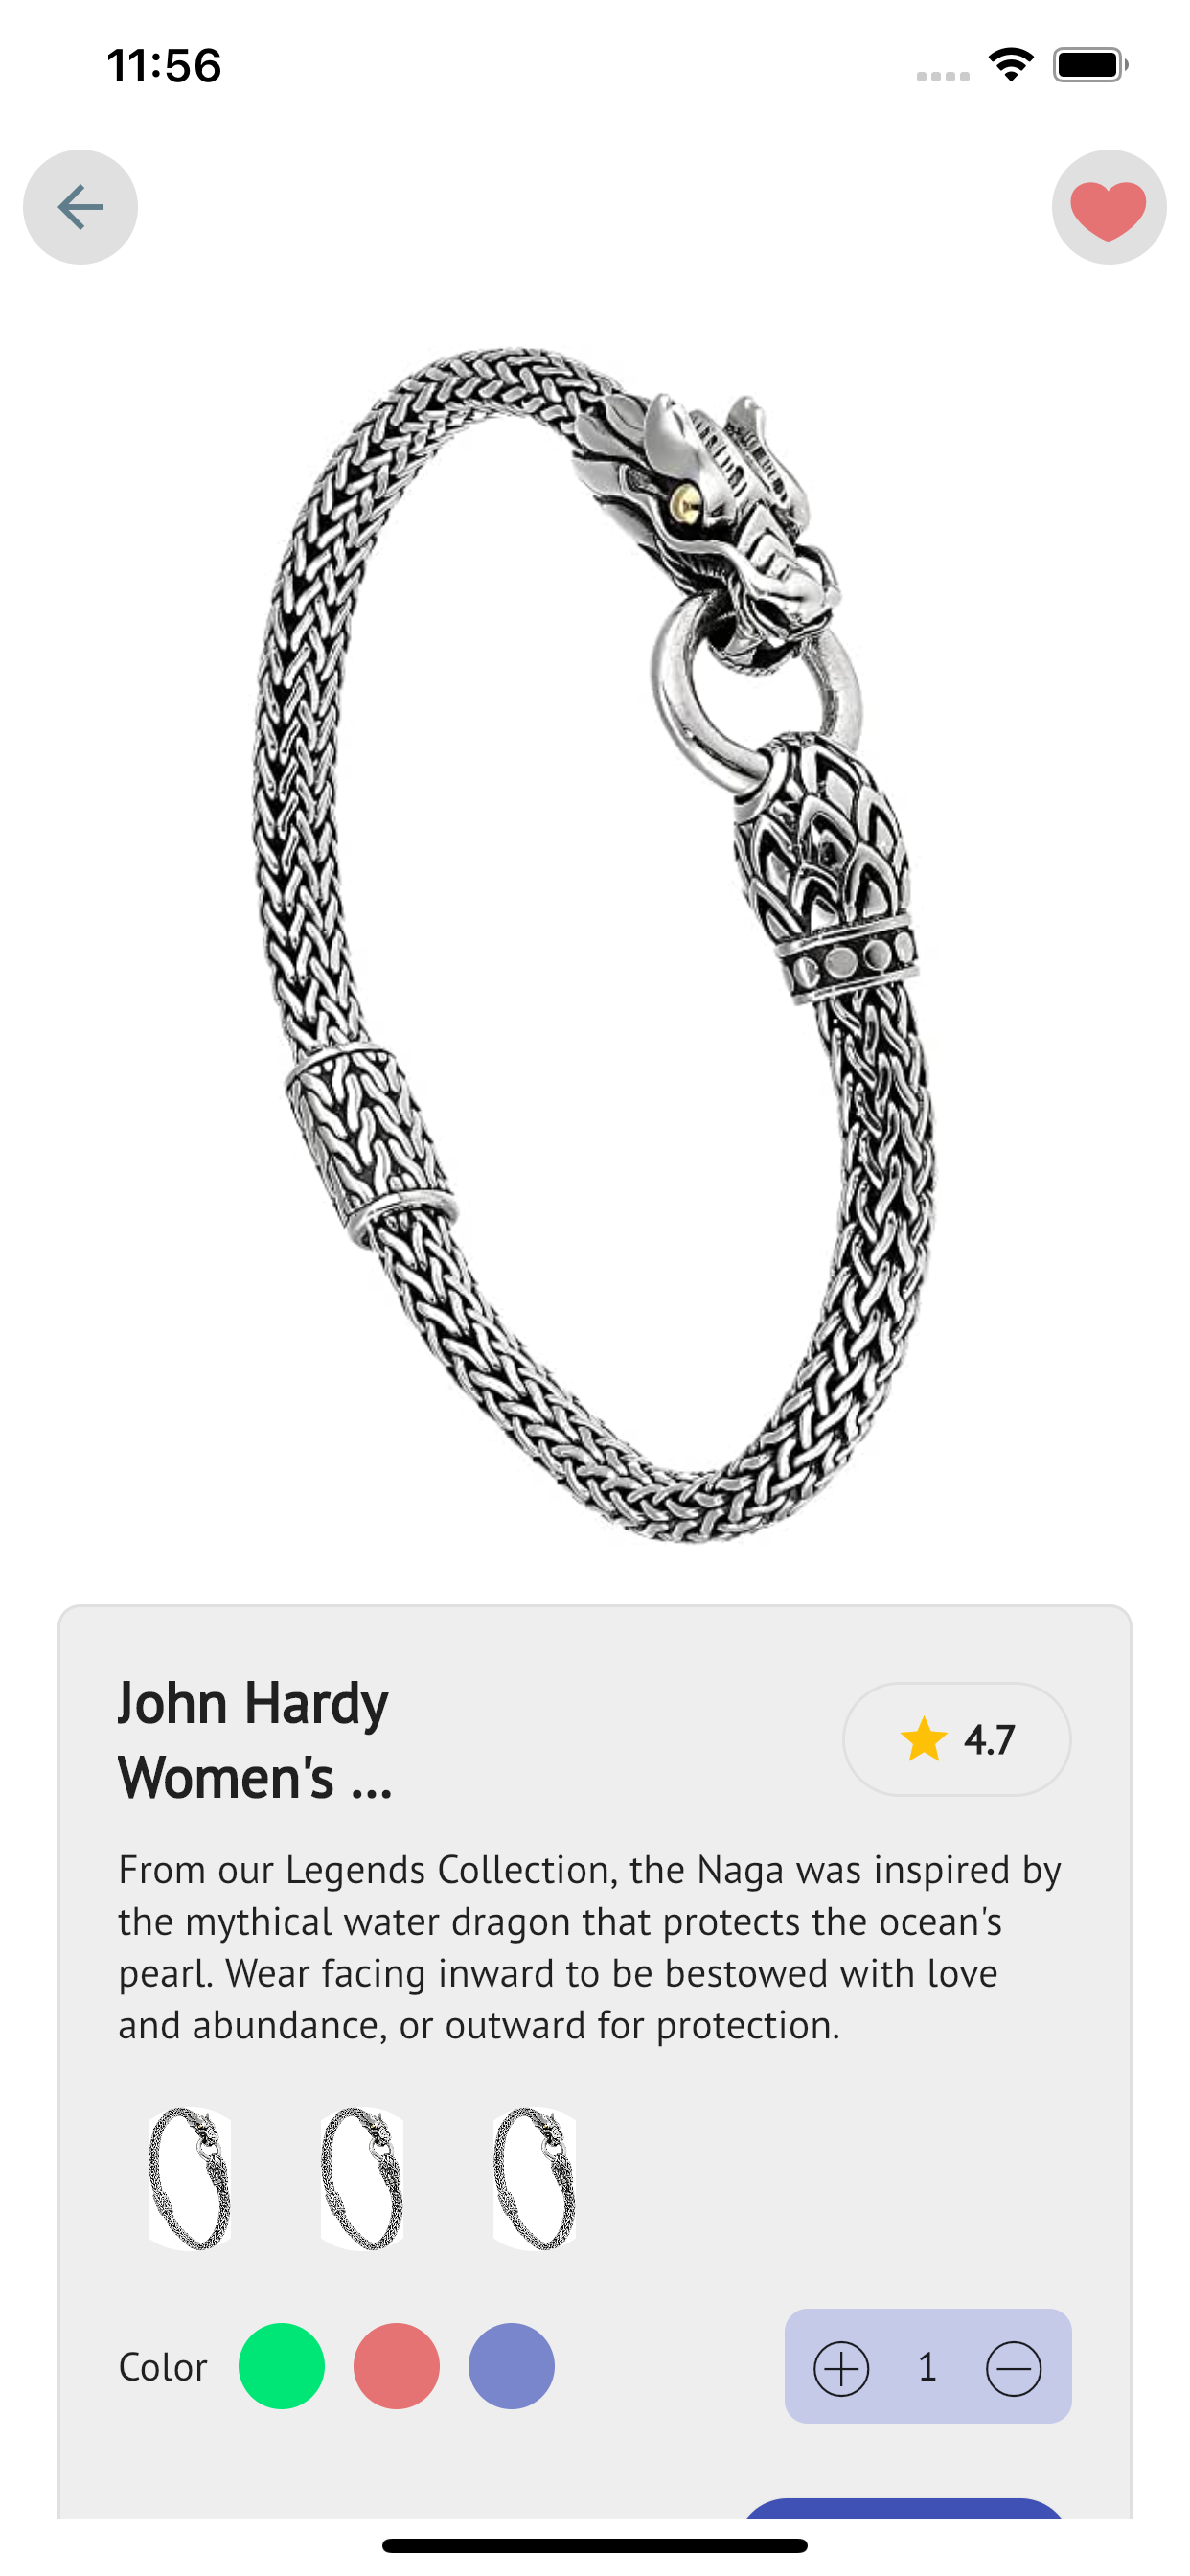 11:56
John Hardy
Women's ...
4.7
From our Legends Collection, the Naga was inspired by
the mythical water dragon that protects the ocean's
pearl. Wear facing inward to be bestowed with love
and abundance, or outward for protection.
Color
1